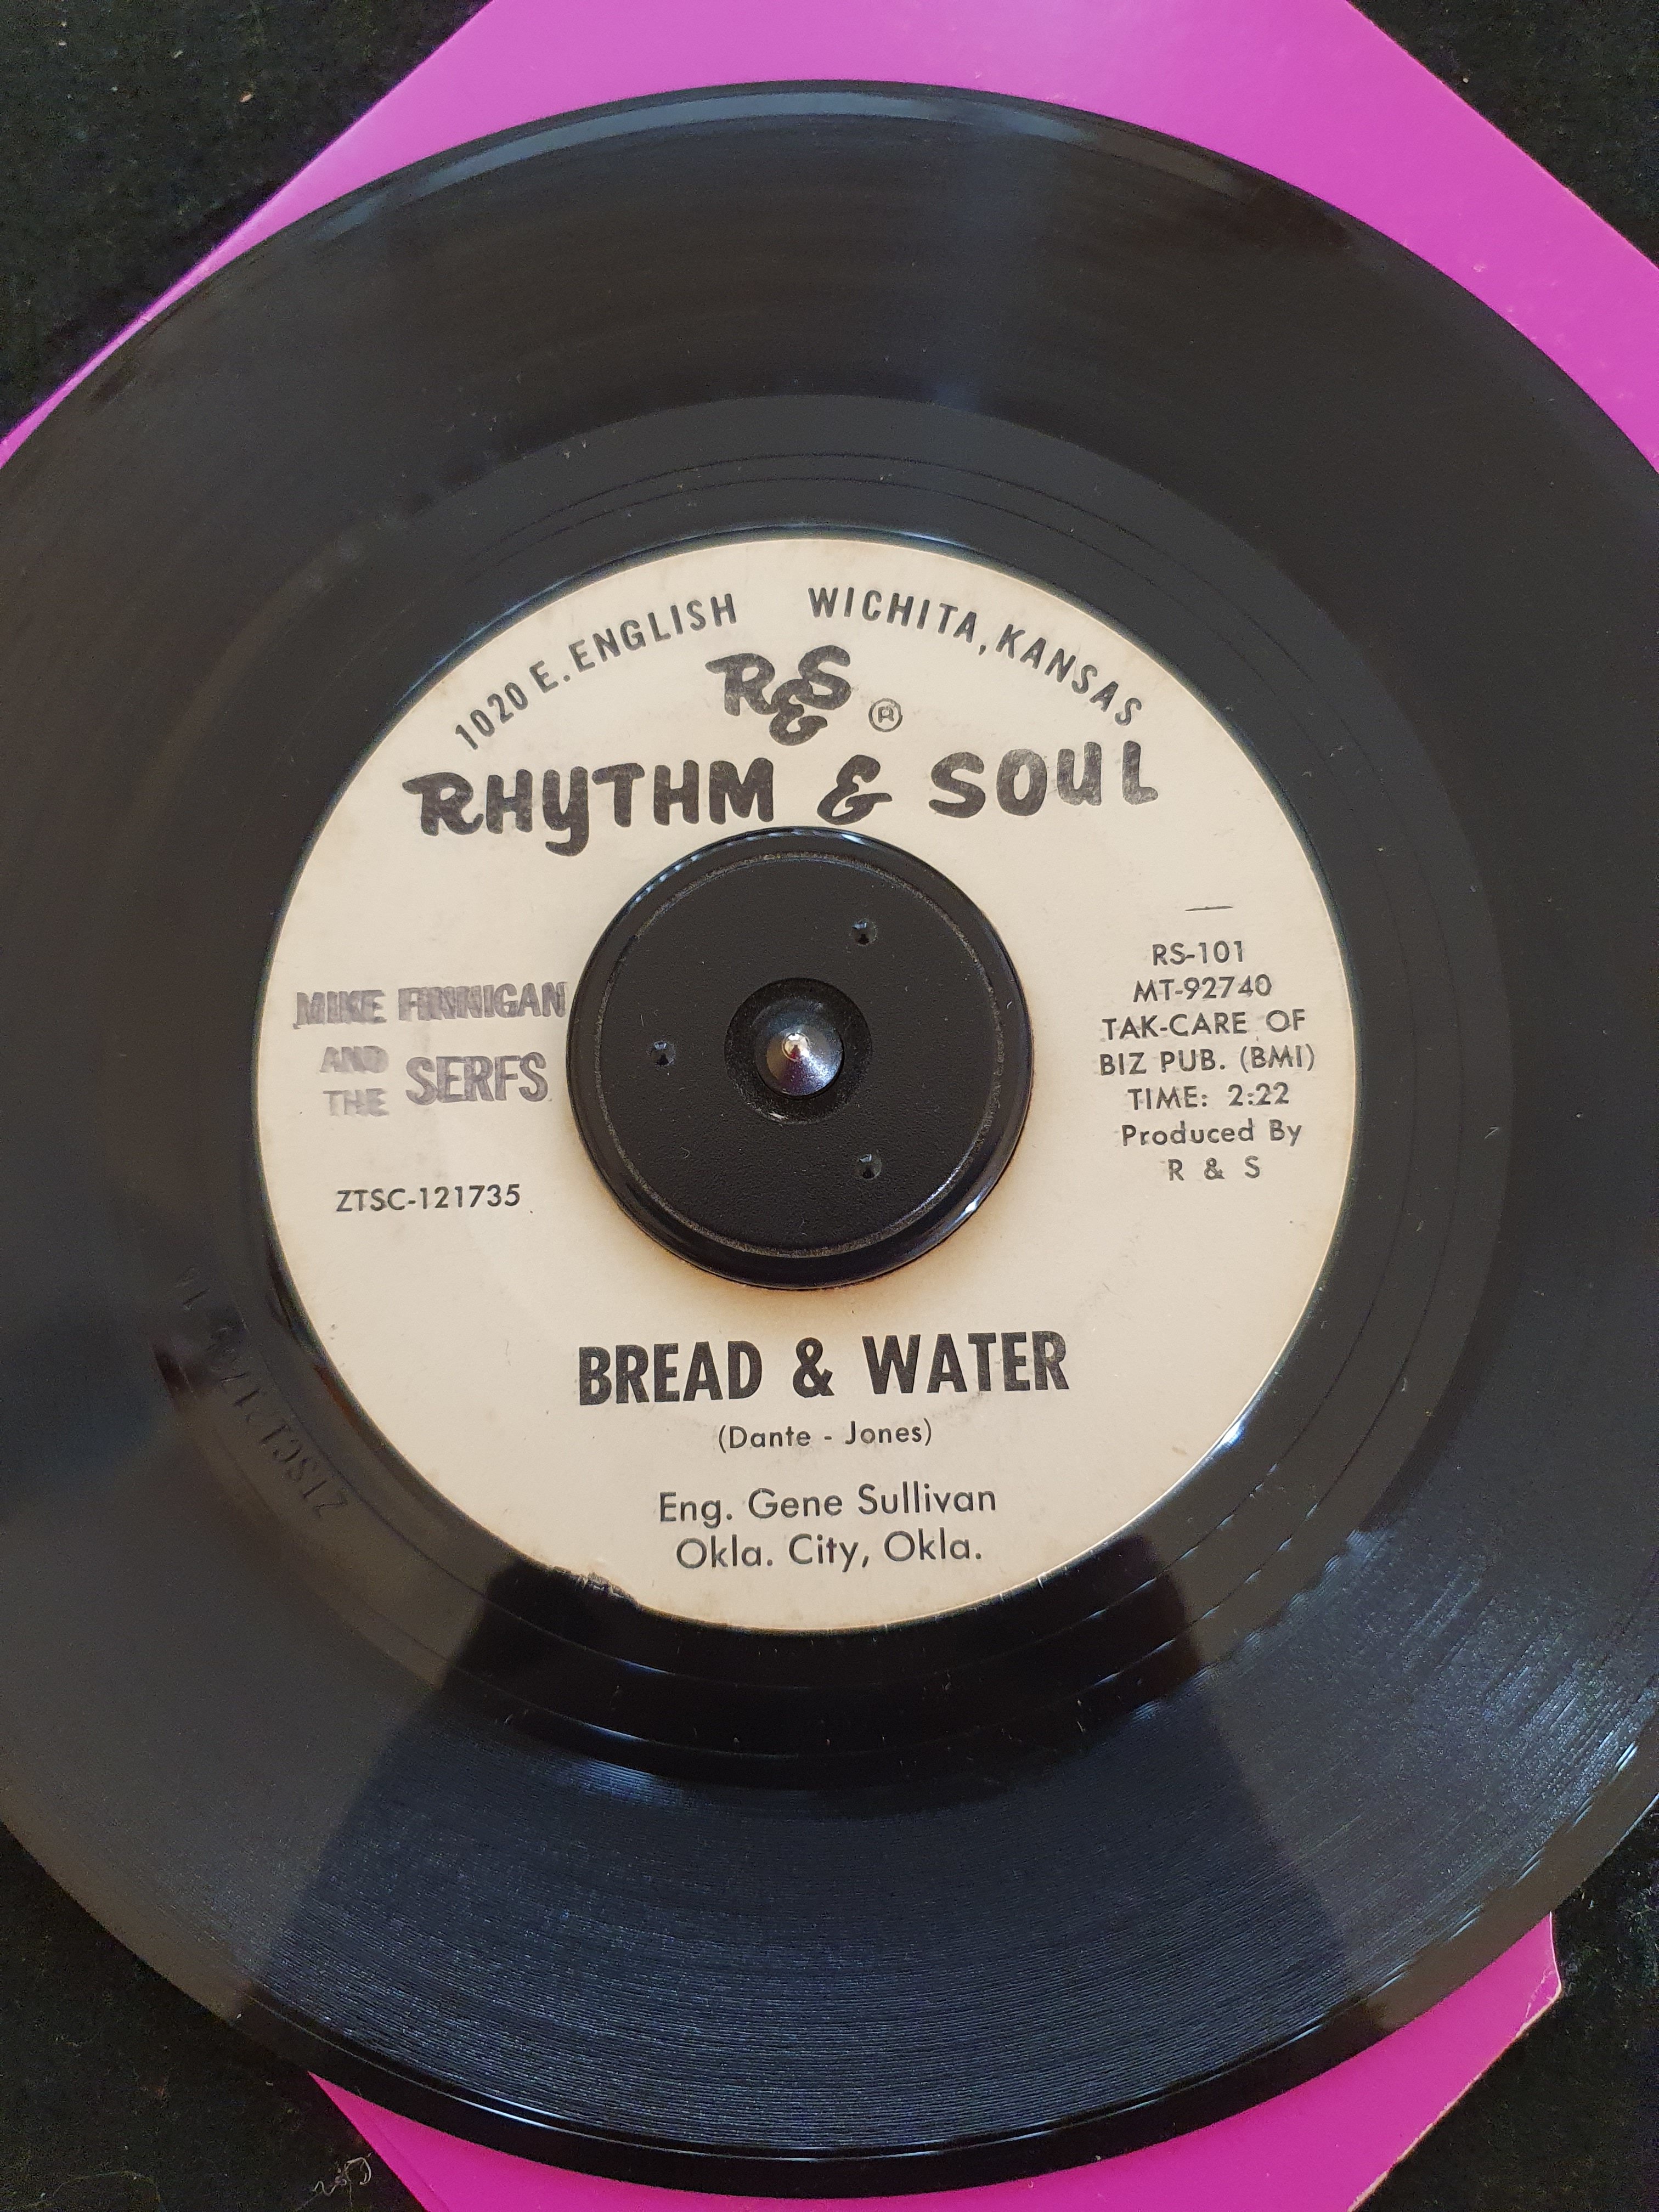 1020 E. ENGLISH WICHITA, KANSAS
R&S ®
RHYTHM & SOUL
MIKE FINNIGAN
AND
THE SERFS
ZTSC-121735
RS-101
MT-92740
TAK-CARE OF
BIZ PUB. (BMI)
TIME: 2:22
Produced By
R & S
BREAD & WATER
(Dante - Jones)
Eng. Gene Sullivan
Okla. City, Okla.